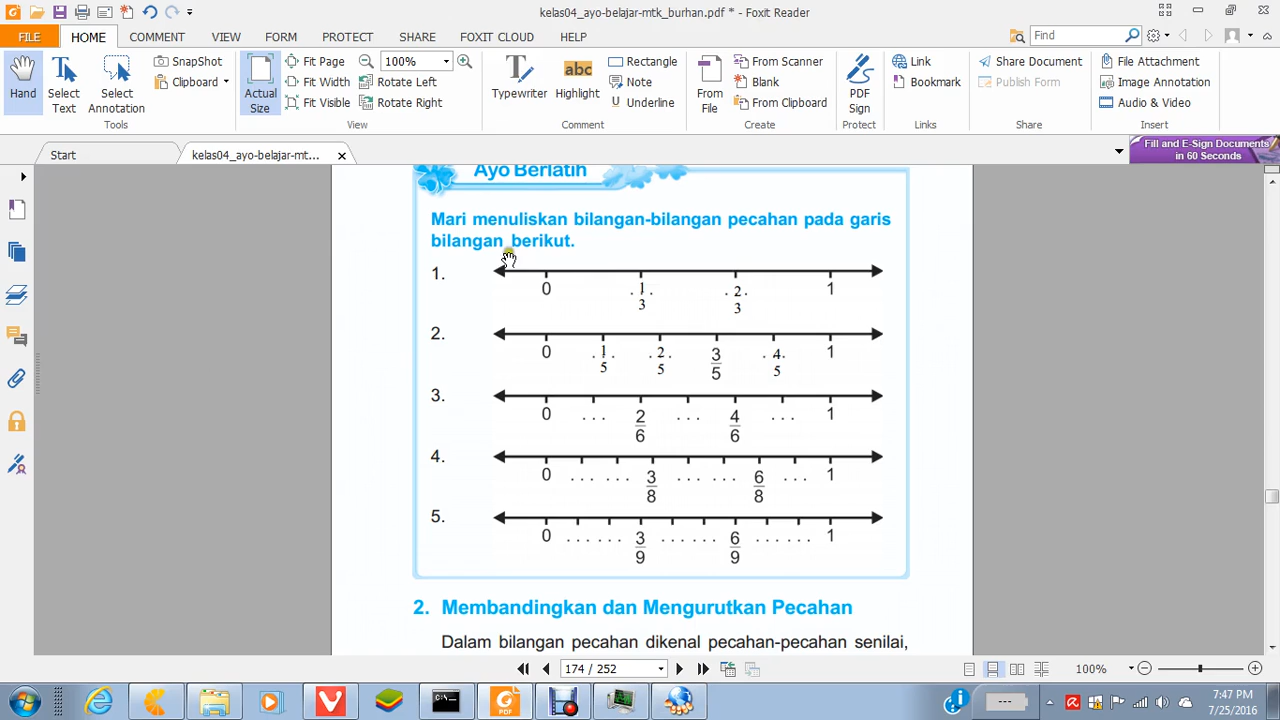 kelas04_ayo-belajar-mtk_burhan.pdf * - Foxit Reader
FILE HOME COMMENT VIEW FORM PROTECT SHARE FOXIT CLOUD HELP Find
Hand
Select
Text
Select
Annotation
SnapShot
Clipboard
Tools
Actual
Size
Fit Page
Fit Width
Fit Visible
100%
Rotate Left
Rotate Right
View
Typewriter
Highlight
Rectangle
Note
Underline
Comment
From
File
From Scanner
Blank
From Clipboard
Create
PDF
Sign
Protect
Link
Bookmark
Links
Share Document
Publish Form
Share
File Attachment
Image Annotation
Audio & Video
Insert
Start kelas04_ayo-belajar-mt...
Fill and E-Sign Documents
in 60 Seconds
Ayo Berlatih
Mari menuliskan bilangan-bilangan pecahan pada garis
bilangan berikut.
1. 0 . 1/3 . . 2/3 . 1
2. 0 . 1/5 . . 2/5 . 3/5 . 4/5 . 1
3. 0 . . . 2/6 . . . 4/6 . . . 1
4. 0 . . . . . . 3/8 . . . . . . 6/8 . . . 1
5. 0 . . . . . . 3/9 . . . . . . 6/9 . . . . . . 1
2. Membandingkan dan Mengurutkan Pecahan
Dalam bilangan pecahan dikenal pecahan-pecahan senilai,
174 / 252 100%
C:\_
PDF
7:47 PM
7/25/2016